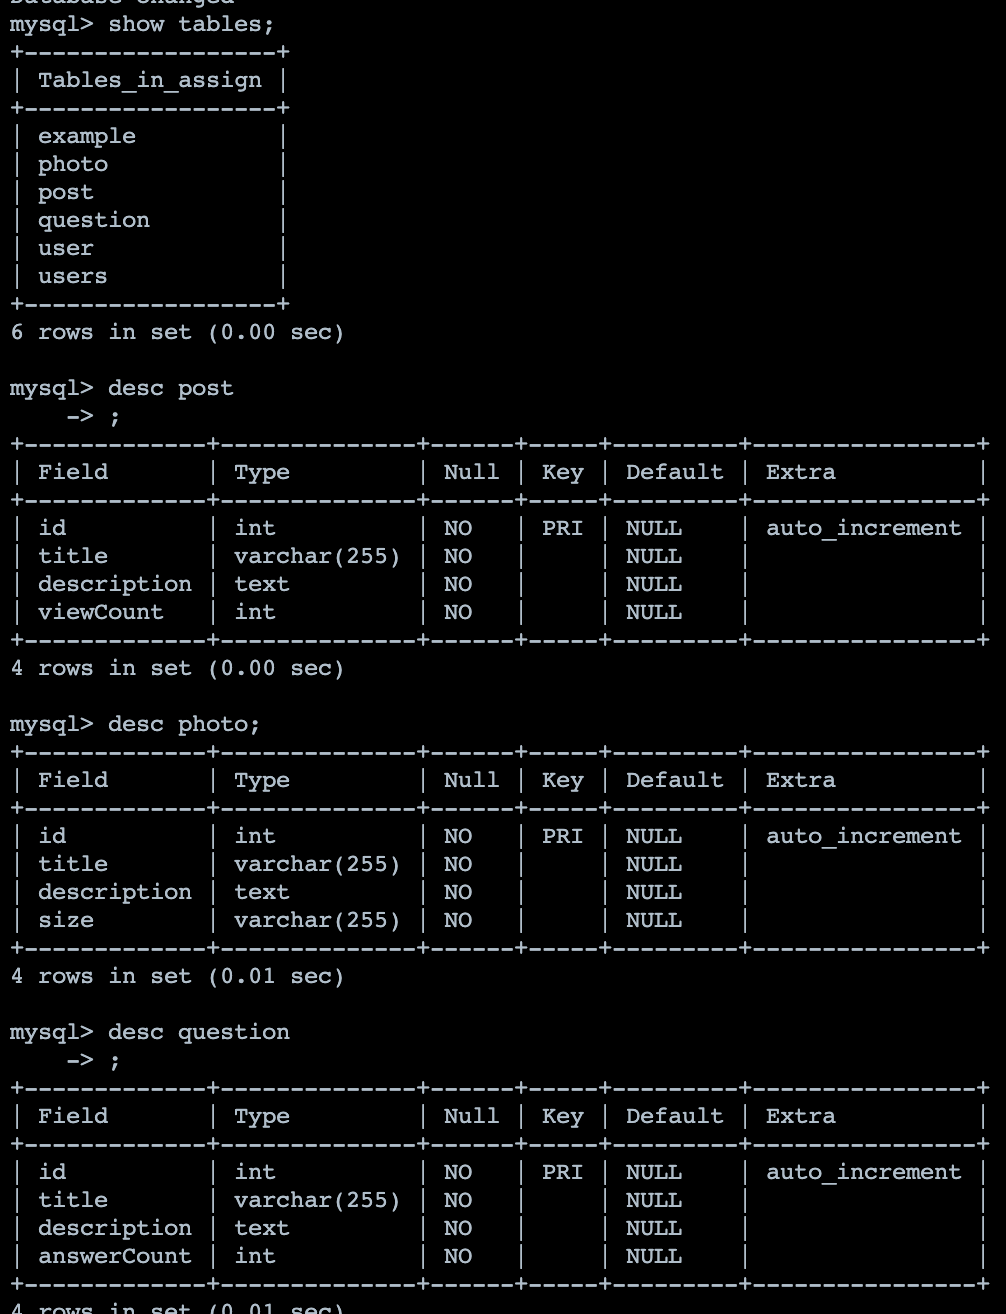 Database changed
mysql> show tables;
+------------------+
| Tables_in_assign |
+------------------+
| example          |
| photo            |
| post             |
| question         |
| user             |
| users            |
+------------------+
6 rows in set (0.00 sec)

mysql> desc post
    -> ;
+-------------+--------------+------+-----+---------+----------------+
| Field       | Type         | Null | Key | Default | Extra          |
+-------------+--------------+------+-----+---------+----------------+
| id          | int          | NO   | PRI | NULL    | auto_increment |
| title       | varchar(255) | NO   |     | NULL    |                |
| description | text         | NO   |     | NULL    |                |
| viewCount   | int          | NO   |     | NULL    |                |
+-------------+--------------+------+-----+---------+----------------+
4 rows in set (0.00 sec)

mysql> desc photo;
+-------------+--------------+------+-----+---------+----------------+
| Field       | Type         | Null | Key | Default | Extra          |
+-------------+--------------+------+-----+---------+----------------+
| id          | int          | NO   | PRI | NULL    | auto_increment |
| title       | varchar(255) | NO   |     | NULL    |                |
| description | text         | NO   |     | NULL    |                |
| size        | varchar(255) | NO   |     | NULL    |                |
+-------------+--------------+------+-----+---------+----------------+
4 rows in set (0.01 sec)

mysql> desc question
    -> ;
+-------------+--------------+------+-----+---------+----------------+
| Field       | Type         | Null | Key | Default | Extra          |
+-------------+--------------+------+-----+---------+----------------+
| id          | int          | NO   | PRI | NULL    | auto_increment |
| title       | varchar(255) | NO   |     | NULL    |                |
| description | text         | NO   |     | NULL    |                |
| answerCount | int          | NO   |     | NULL    |                |
+-------------+--------------+------+-----+---------+----------------+
4 rows in set (0.01 sec)